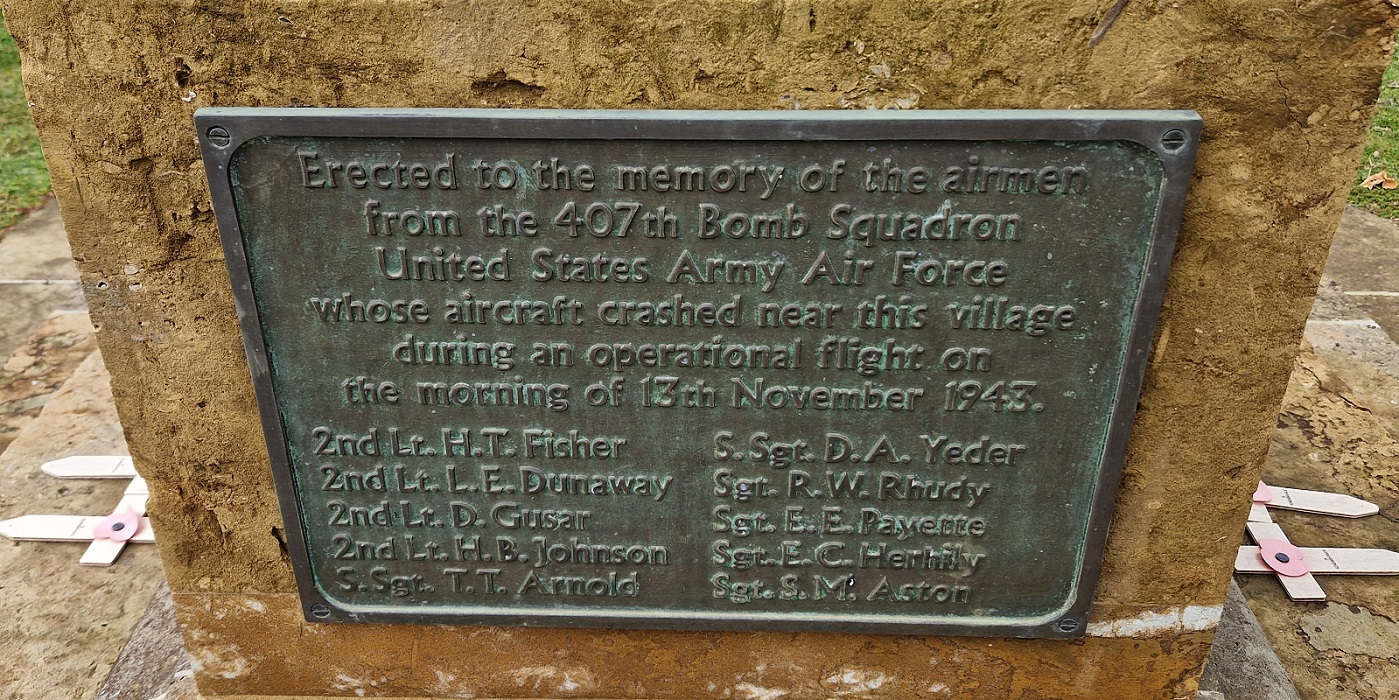 Erected to the memory of the airmen
from the 407th Bomb Squadron
United States Army Air Force
whose aircraft crashed near this village
during an operational flight on
the morning of 13th November 1943.
2nd Lt. H.T. Fisher
2nd Lt. L.E. Dunaway
2nd Lt. D. Gusar
2nd Lt. H.B. Johnson
S.Sgt. T.T. Arnold
S.Sgt. D.A. Yeder
Sgt. R.W. Rhudy
Sgt. E.E. Payette
Sgt. E.C. Herhily
Sgt. S.M. Aston